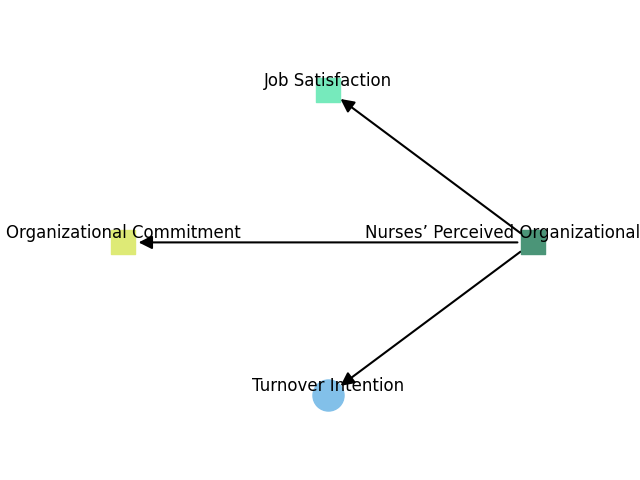 Job Satisfaction
Organizational Commitment
Nurses’ Perceived Organizational
Turnover Intention